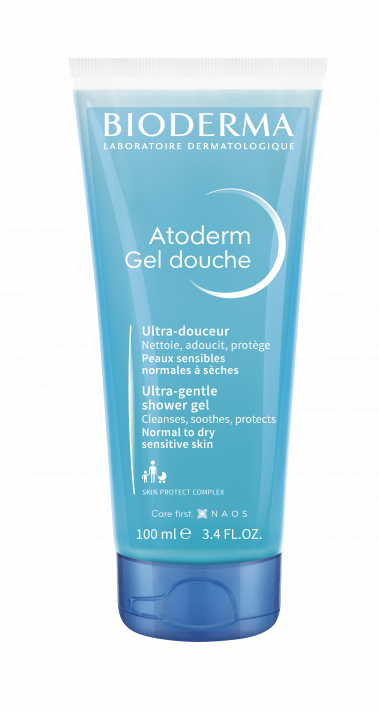 BIODERMA
LABORATOIRE DERMATOLOGIQUE
Atoderm
Gel douche
Ultra-douceur
Nettoie, adoucit, protège
Peaux sensibles
normales à sèches
Ultra-gentle
shower gel
Cleanses, soothes, protects
Normal to dry
sensitive skin
SKIN PROTECT COMPLEX
Care first. NAOS
100 ml ℮ 3.4 FL.OZ.